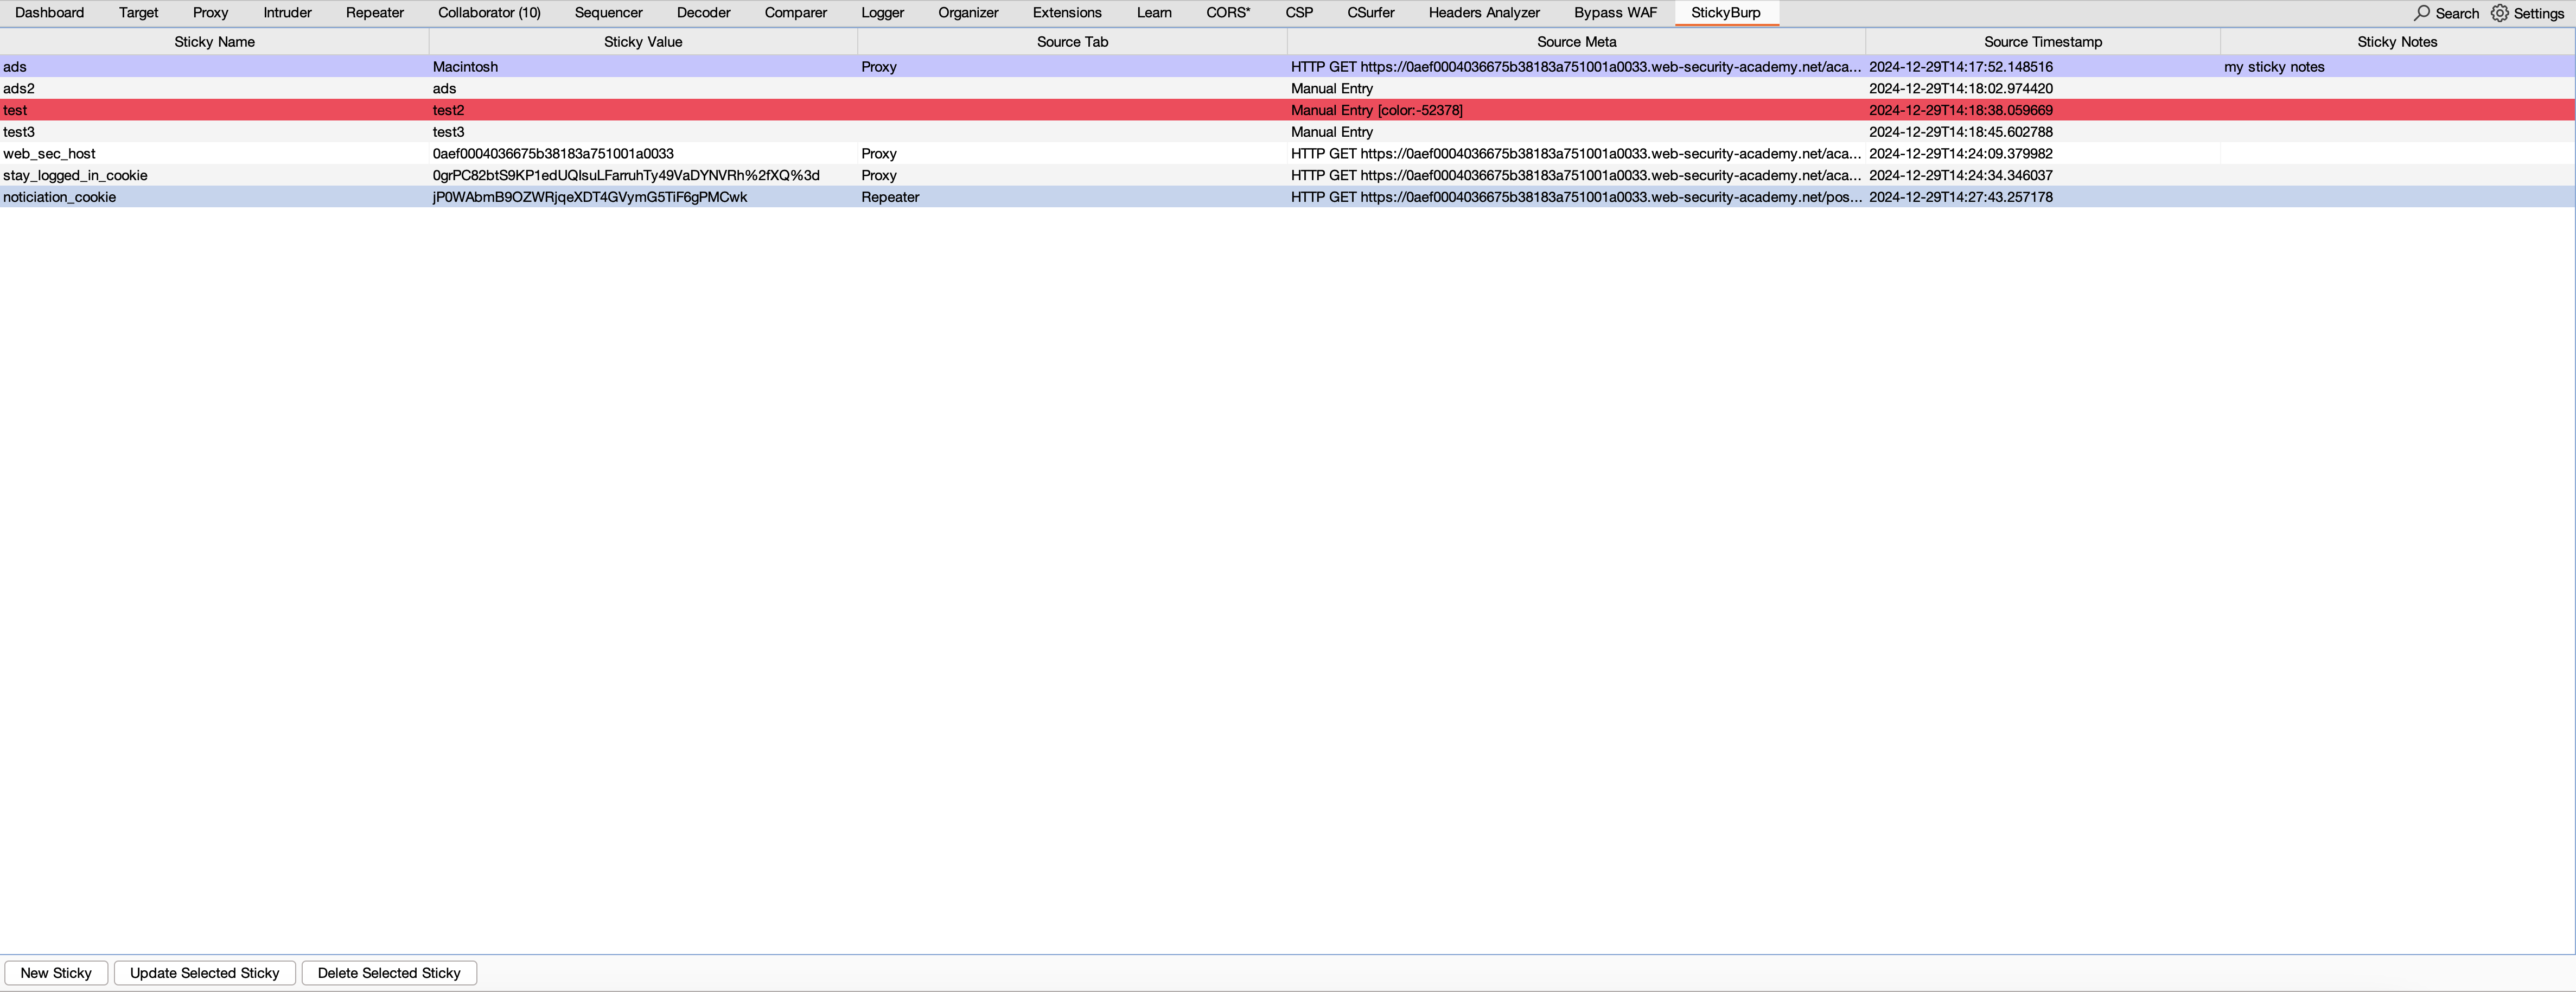 Dashboard Target Proxy Intruder Repeater Collaborator (10) Sequencer Decoder Comparer Logger Organizer Extensions Learn CORS* CSP CSurfer Headers Analyzer Bypass WAF StickyBurp Search Settings
Sticky Name Sticky Value Source Tab Source Meta Source Timestamp Sticky Notes
ads Macintosh Proxy HTTP GET https://0aef0004036675b38183a751001a0033.web-security-academy.net/aca... 2024-12-29T14:17:52.148516 my sticky notes
ads2 ads Manual Entry 2024-12-29T14:18:02.974420
test test2 Manual Entry [color:-52378] 2024-12-29T14:18:38.059669
test3 test3 Manual Entry 2024-12-29T14:18:45.602788
web_sec_host 0aef0004036675b38183a751001a0033 Proxy HTTP GET https://0aef0004036675b38183a751001a0033.web-security-academy.net/aca... 2024-12-29T14:24:09.379982
stay_logged_in_cookie 0grPC82btS9KP1edUQIsuLFarruhTy49VaDYNVRh%2fXQ%3d Proxy HTTP GET https://0aef0004036675b38183a751001a0033.web-security-academy.net/aca... 2024-12-29T14:24:34.346037
noticiation_cookie jP0WAbmB9OZWRjqeXDT4GVymG5TiF6gPMCwk Repeater HTTP GET https://0aef0004036675b38183a751001a0033.web-security-academy.net/pos... 2024-12-29T14:27:43.257178
New Sticky Update Selected Sticky Delete Selected Sticky